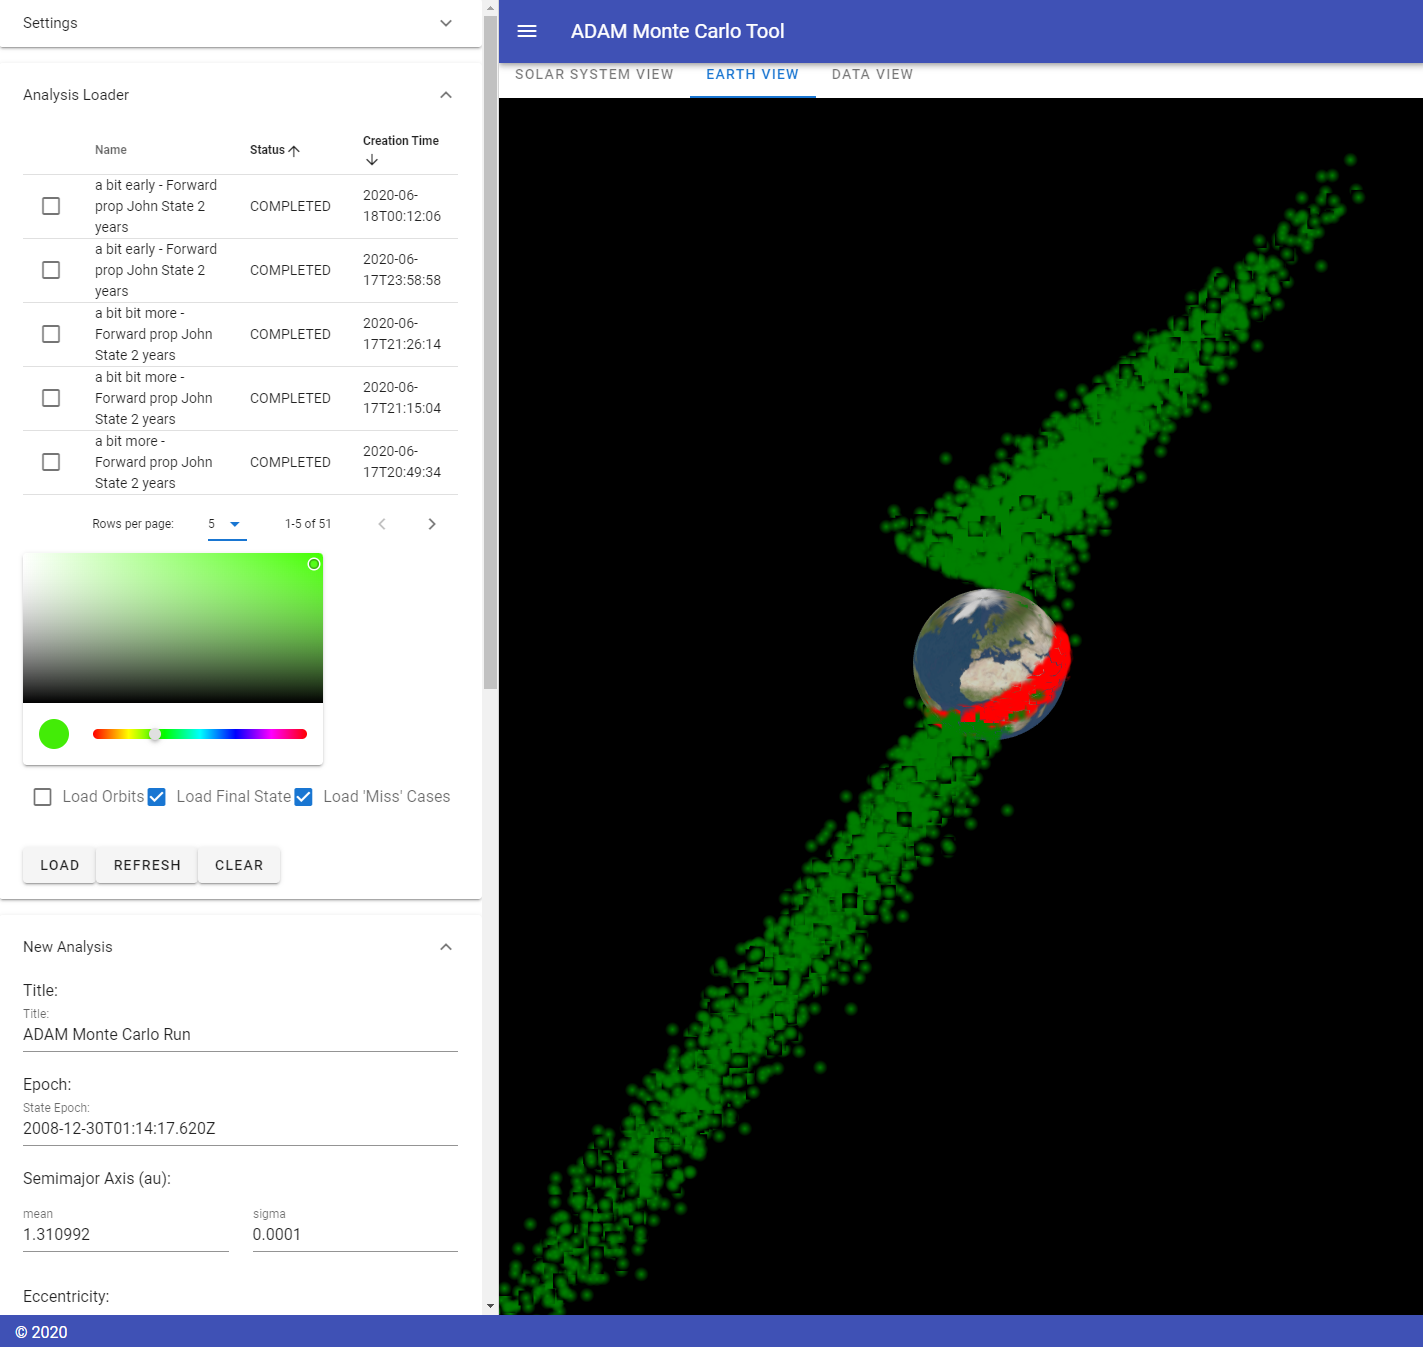 Settings
ADAM Monte Carlo Tool
SOLAR SYSTEM VIEW EARTH VIEW DATA VIEW
Analysis Loader
Name Status Creation Time
a bit early - Forward
prop John State 2
years
COMPLETED
2020-06-
18T00:12:06
a bit early - Forward
prop John State 2
years
COMPLETED
2020-06-
17T23:58:58
a bit bit more -
Forward prop John
State 2 years
COMPLETED
2020-06-
17T21:26:14
a bit bit more -
Forward prop John
State 2 years
COMPLETED
2020-06-
17T21:15:04
a bit more -
Forward prop John
State 2 years
COMPLETED
2020-06-
17T20:49:34
Rows per page: 5 1-5 of 51
Load Orbits Load Final State Load 'Miss' Cases
LOAD REFRESH CLEAR
New Analysis
Title:
Title:
ADAM Monte Carlo Run
Epoch:
State Epoch:
2008-12-30T01:14:17.620Z
Semimajor Axis (au):
mean sigma
1.310992 0.0001
Eccentricity:
© 2020